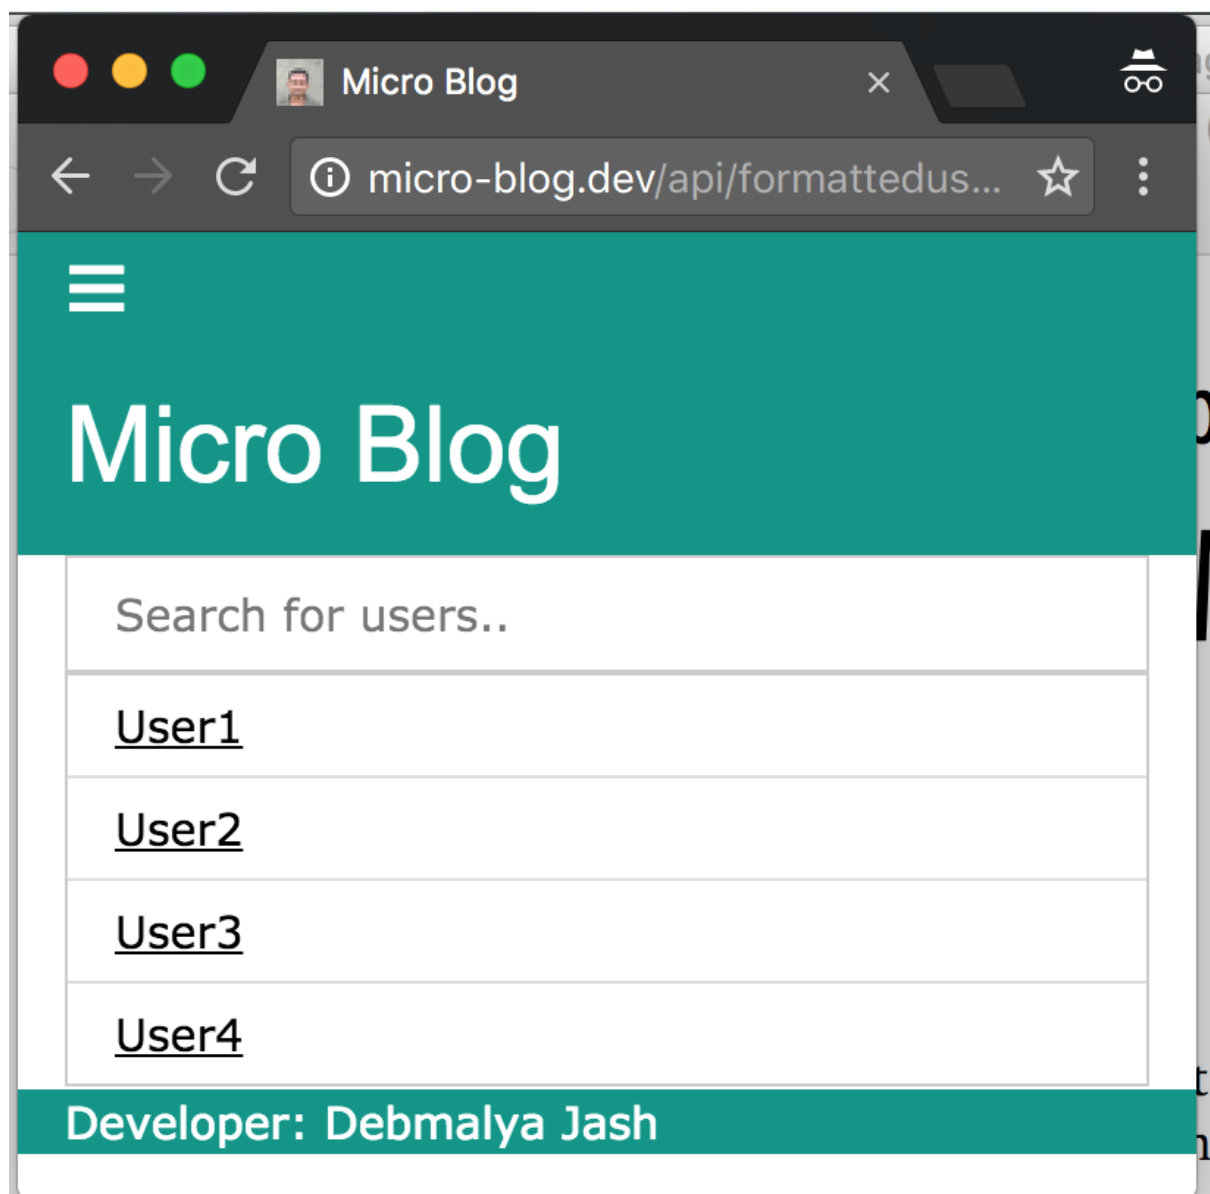 Micro Blog
micro-blog.dev/api/formattedus...
Micro Blog
Search for users..
User1
User2
User3
User4
Developer: Debmalya Jash